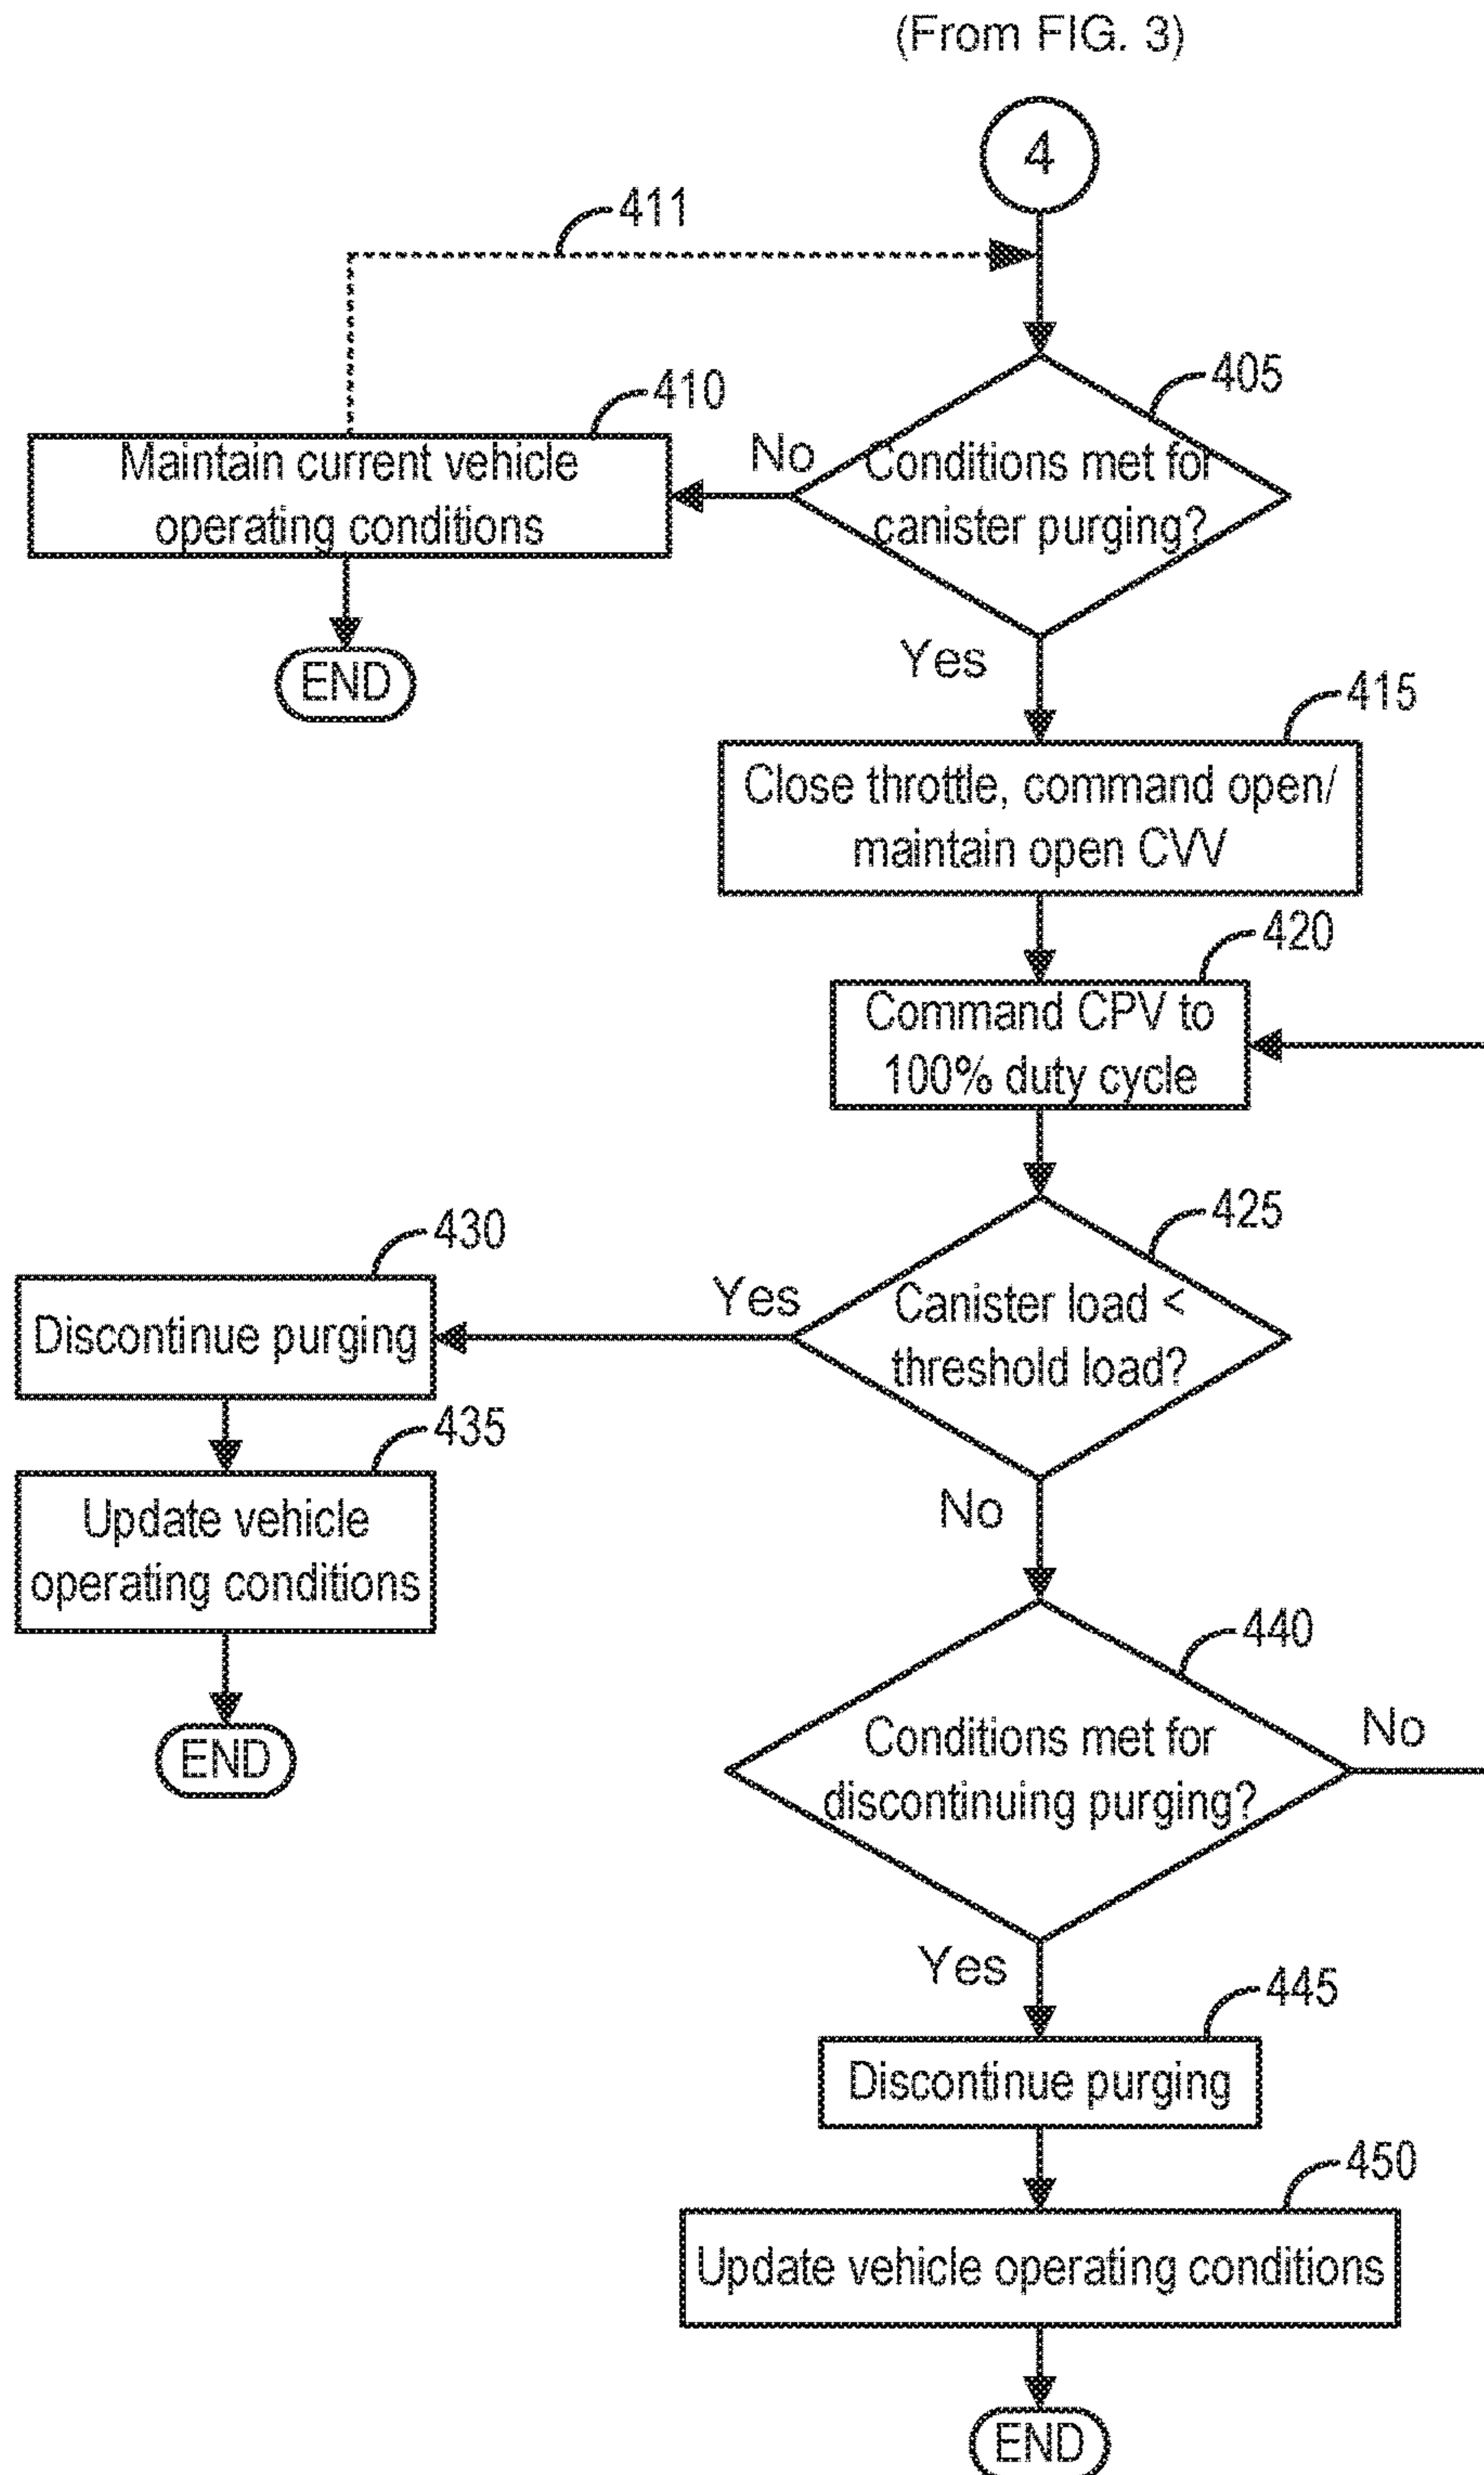 (From FIG. 3)
4
411
405
410
Maintain current vehicle
operating conditions
No
Conditions met for
canister purging?
END
Yes
415
Close throttle, command open/
maintain open CVV
420
Command CPV to
100% duty cycle
425
430
Yes
Canister load <
threshold load?
Discontinue purging
435
Update vehicle
operating conditions
No
END
440
Conditions met for
discontinuing purging?
No
Yes
445
Discontinue purging
450
Update vehicle operating conditions
END